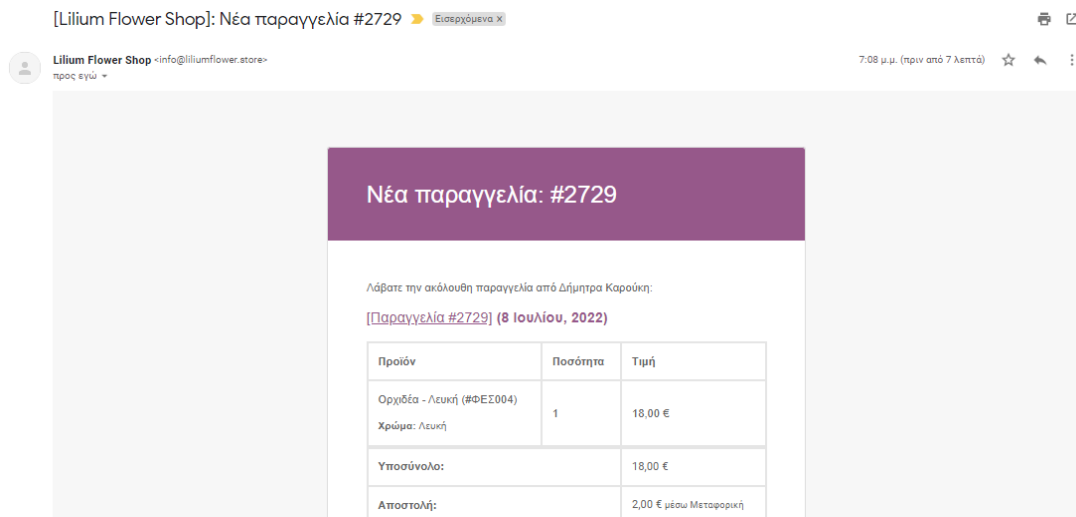 [Lilium Flower Shop]: Νέα παραγγελία #2729 Εισερχόμενα x
Lilium Flower Shop <info@liliumflower.store> 7:08 μ.μ. (πριν από 7 λεπτά)
προς εγώ
Νέα παραγγελία: #2729
Λάβατε την ακόλουθη παραγγελία από Δήμητρα Καρούκη:
[Παραγγελία #2729] (8 Ιουλίου, 2022)
Προϊόν Ποσότητα Τιμή
Ορχιδέα - Λευκή (#ΦΕΣ004)
Χρώμα: Λευκή
1 18,00 €
Υποσύνολο: 18,00 €
Αποστολή: 2,00 € μέσω Μεταφορική